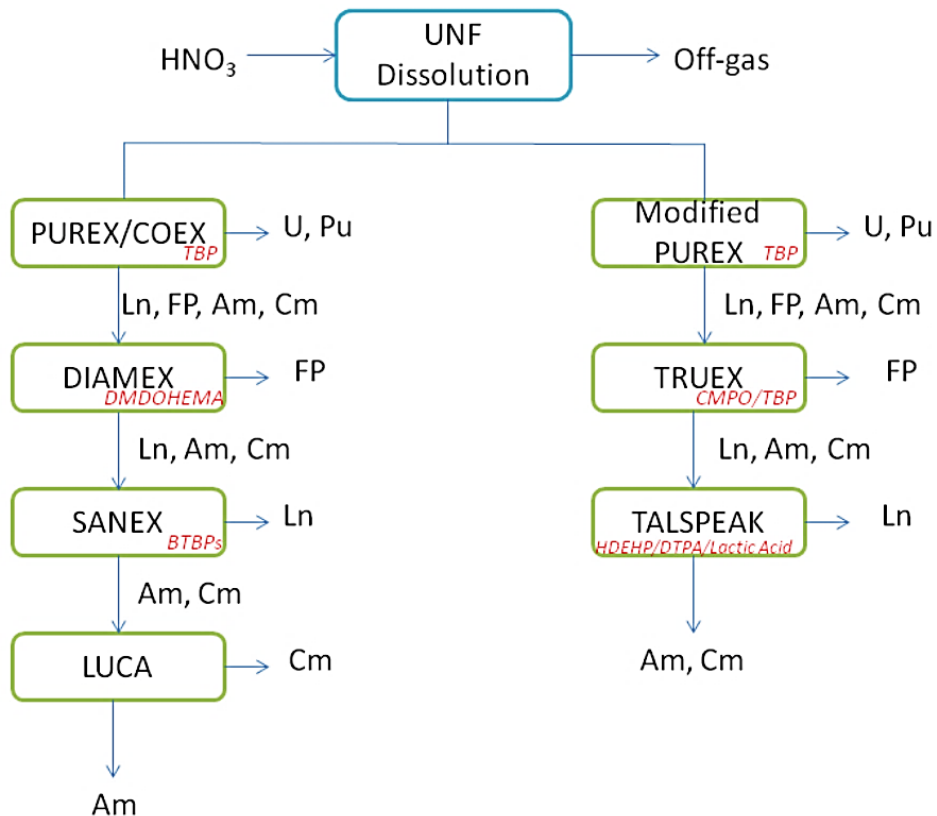 HNO₃
UNF
Dissolution
Off-gas
PUREX/COEX
TBP
U, Pu
Ln, FP, Am, Cm
DIAMEX
DMDOHEMA
FP
Ln, Am, Cm
SANEX
BTBPs
Ln
Am, Cm
LUCA
Cm
Am
Modified
PUREX
TBP
U, Pu
Ln, FP, Am, Cm
TRUEX
CMPO/TBP
FP
Ln, Am, Cm
TALSPEAK
HDEHP/DTPA/Lactic Acid
Ln
Am, Cm